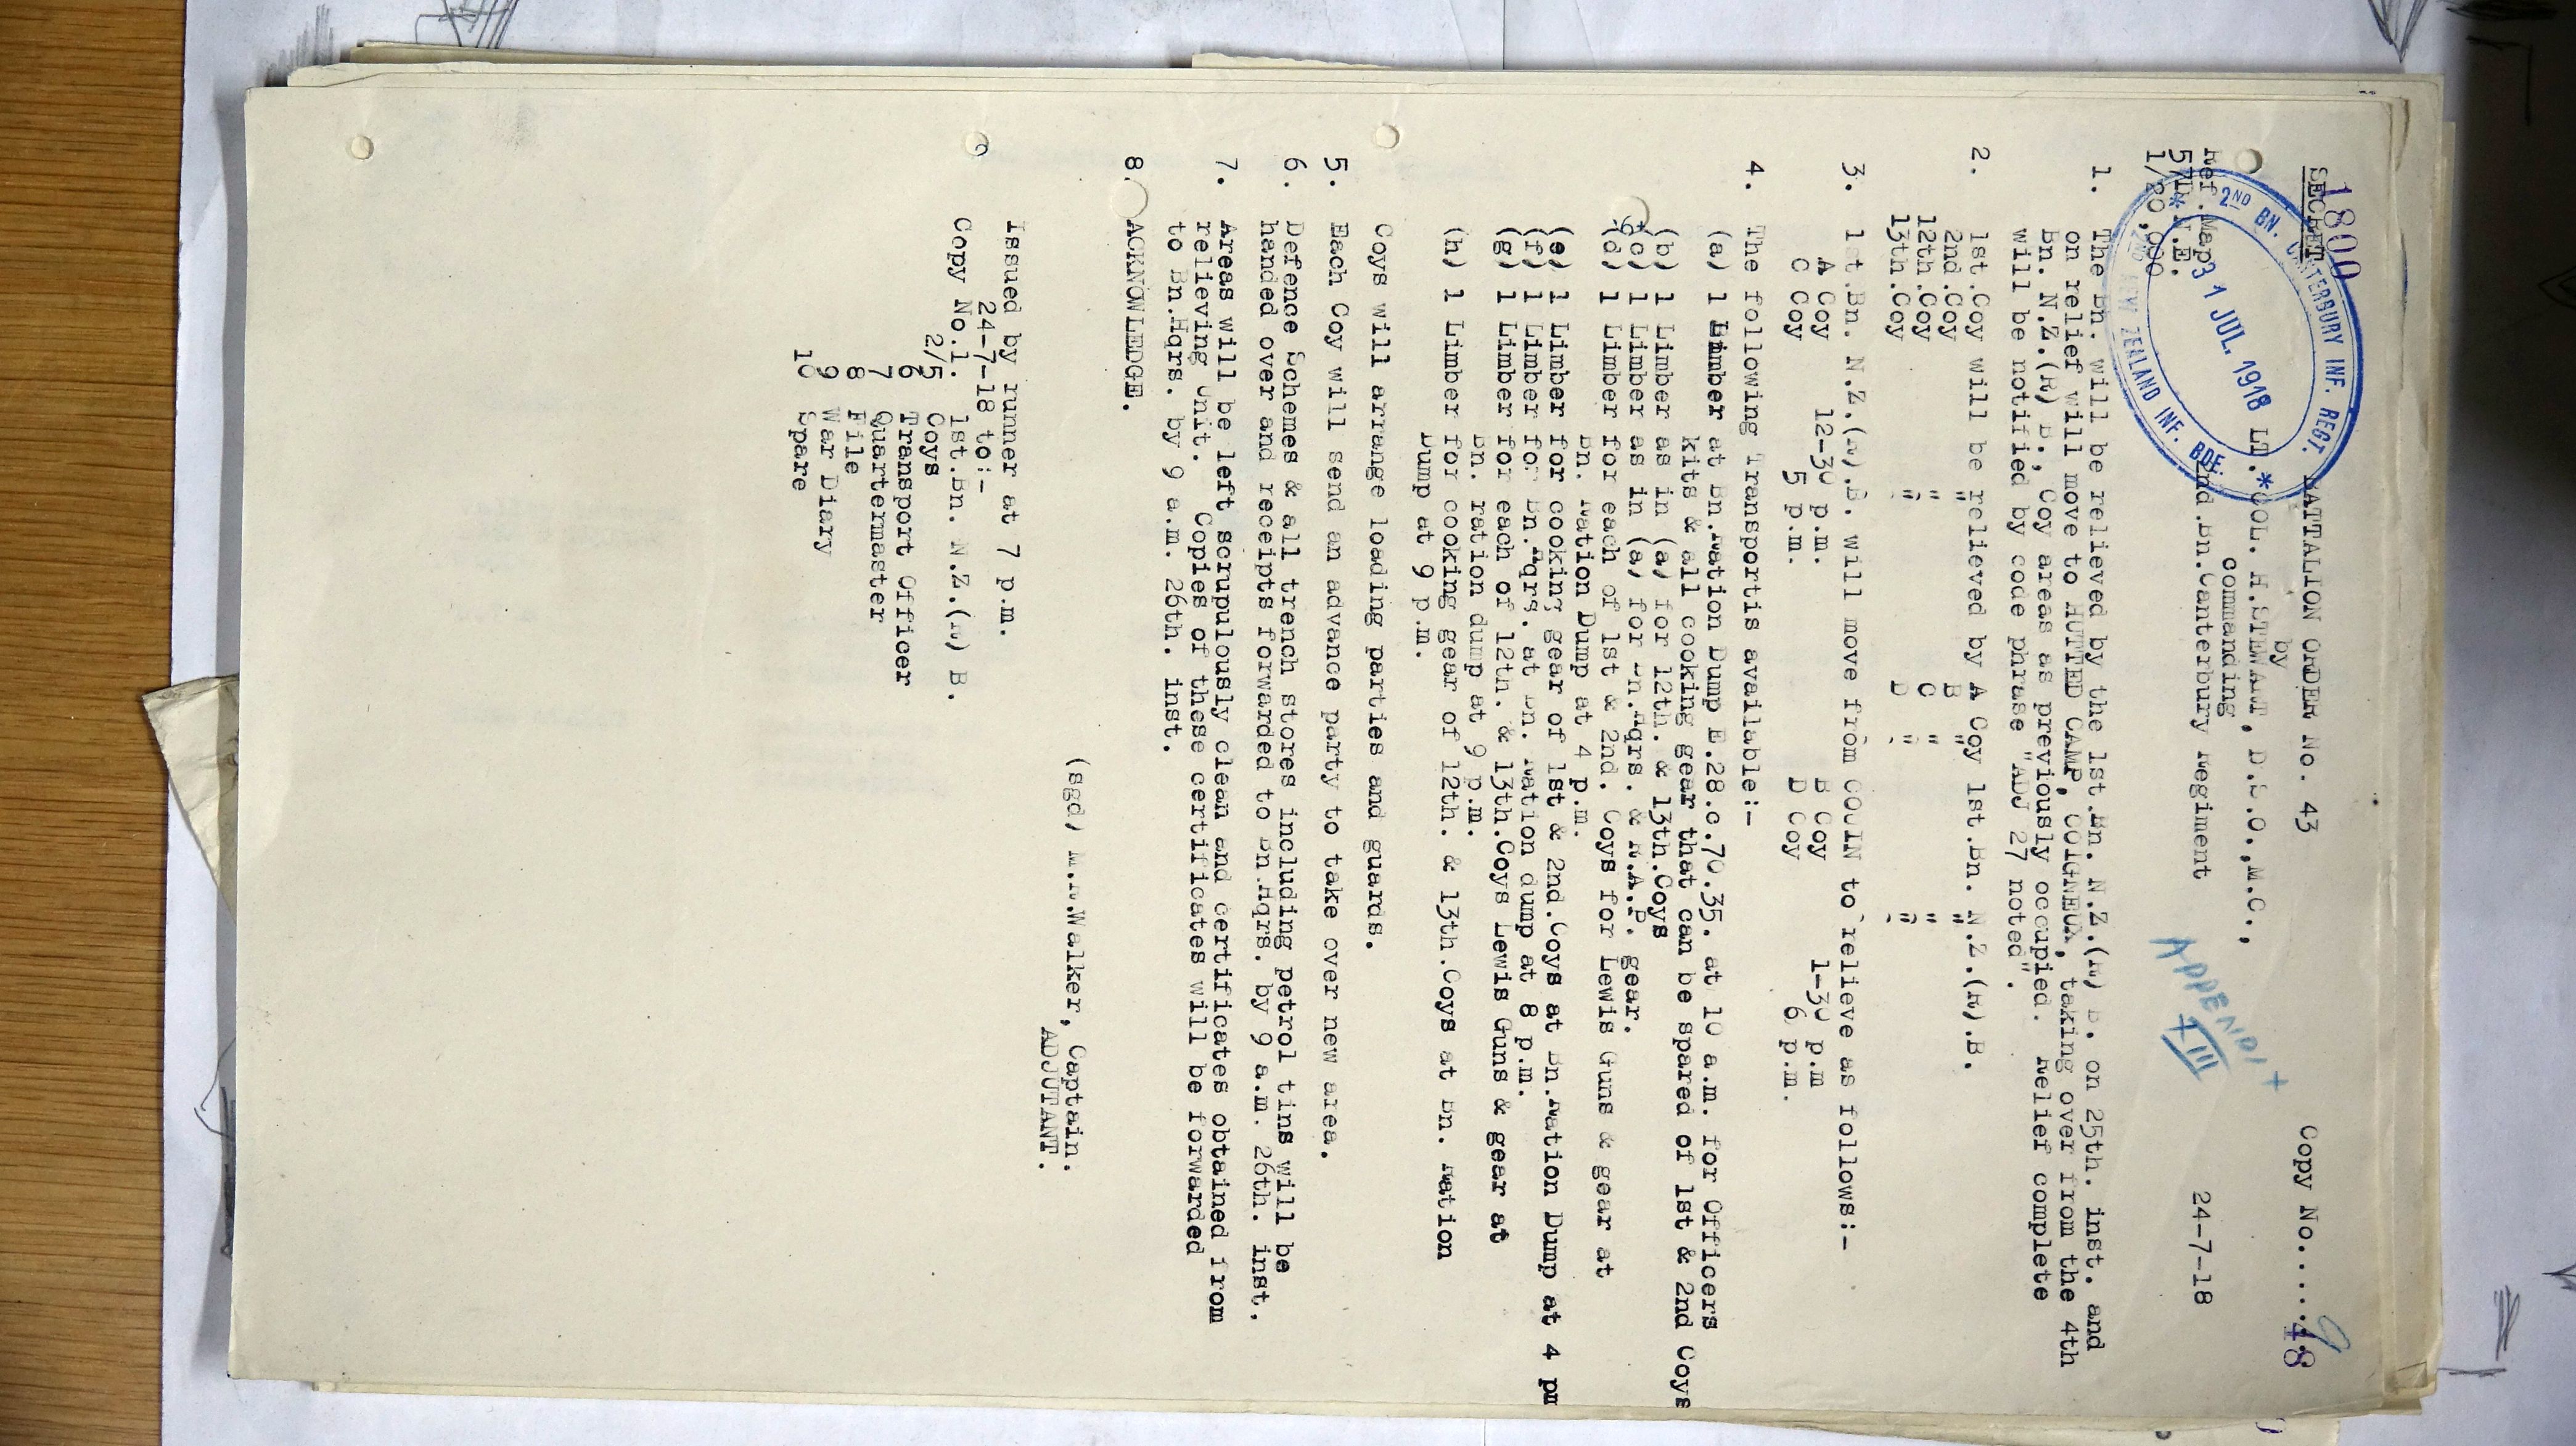 1800
SECRET BATTALION ORDER No. 43 Copy No......9
48
by
LT. COL. H.STEWART, D.S.O.,M.C.,
commanding
Ref.Map 2nd.Bn.Canterbury Regiment 24-7-18
57D.N.E.
1/20,000
2ND BN. CANTERBURY INF. REGT.
31 JUL. 1918
2ND NEW ZEALAND INF. BDE.
APPENDIX
XIII
1. The Bn. will be relieved by the 1st.Bn. N.Z.(R) B. on 25th. inst. and
on relief will move to HUTTED CAMP, COIGNEUX, taking over from the 4th
Bn. N.Z.(R) B., Coy areas as previously occupied. Relief complete
will be notified by code phrase "ADJ 27 noted".
2. 1st.Coy will be relieved by A Coy 1st.Bn. N.Z.(R).B.
2nd.Coy " B " "
12th.Coy " C " "
13th.Coy " D " "
3. 1st.Bn. N.Z.(R).B. will move from COUIN to relieve as follows:-
A Coy 12-30 p.m. B Coy 1-30 p.m
C Coy 5 p.m. D Coy 6 p.m.
4. The following Transportis available:-
(a) 1 Limber at Bn.Ration Dump E.28.c.70.35. at 10 a.m. for Officers
kits & all cooking gear that can be spared of 1st & 2nd Coys
(b) 1 Limber as in (a) for 12th. & 13th.Coys
(c) 1 Limber as in (a) for Bn.Hqrs. & R.A.P. gear.
(d) 1 Limber for each of 1st & 2nd. Coys for Lewis Guns & gear at
Bn. Ration Dump at 4 p.m.
(e) 1 Limber for cooking gear of 1st & 2nd.Coys at Bn.Ration Dump at 4 pm
(f) 1 Limber for Bn.Hqrs. at Bn. Ration dump at 8 p.m.
(g) 1 Limber for each of 12th. & 13th.Coys Lewis Guns & gear at
Bn. ration dump at 9 p.m.
(h) 1 Limber for cooking gear of 12th. & 13th.Coys at Bn. Ration
Dump at 9 p.m.
Coys will arrange loading parties and guards.
5. Each Coy will send an advance party to take over new area.
6. Defence Schemes & all trench stores including petrol tins will be
handed over and receipts forwarded to Bn.Hqrs. by 9 a.m. 26th. inst.
7. Areas will be left scrupulously clean and certificates obtained from
relieving Unit. Copies of these certificates will be forwarded
to Bn.Hqrs. by 9 a.m. 26th. inst.
8. ACKNOWLEDGE.
(sgd) M.R.Walker, Captain.
ADJUTANT.
Issued by runner at 7 p.m.
24-7-18 to:-
Copy No.1. 1st.Bn. N.Z.(R) B.
2/5 Coys
6 Transport Officer
7 Quartermaster
8 File
9 War Diary
10 Spare